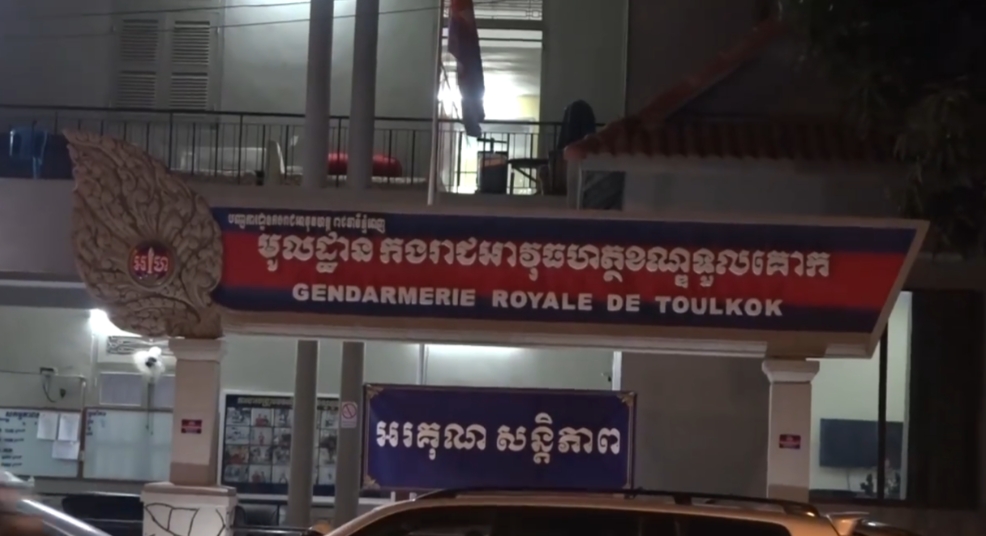 មូលដ្ឋាន កងរាជអាវុធហត្ថខណ្ឌទួលគោក
GENDARMERIE ROYALE DE TOULKOK
អរគុណ សន្តិភាព